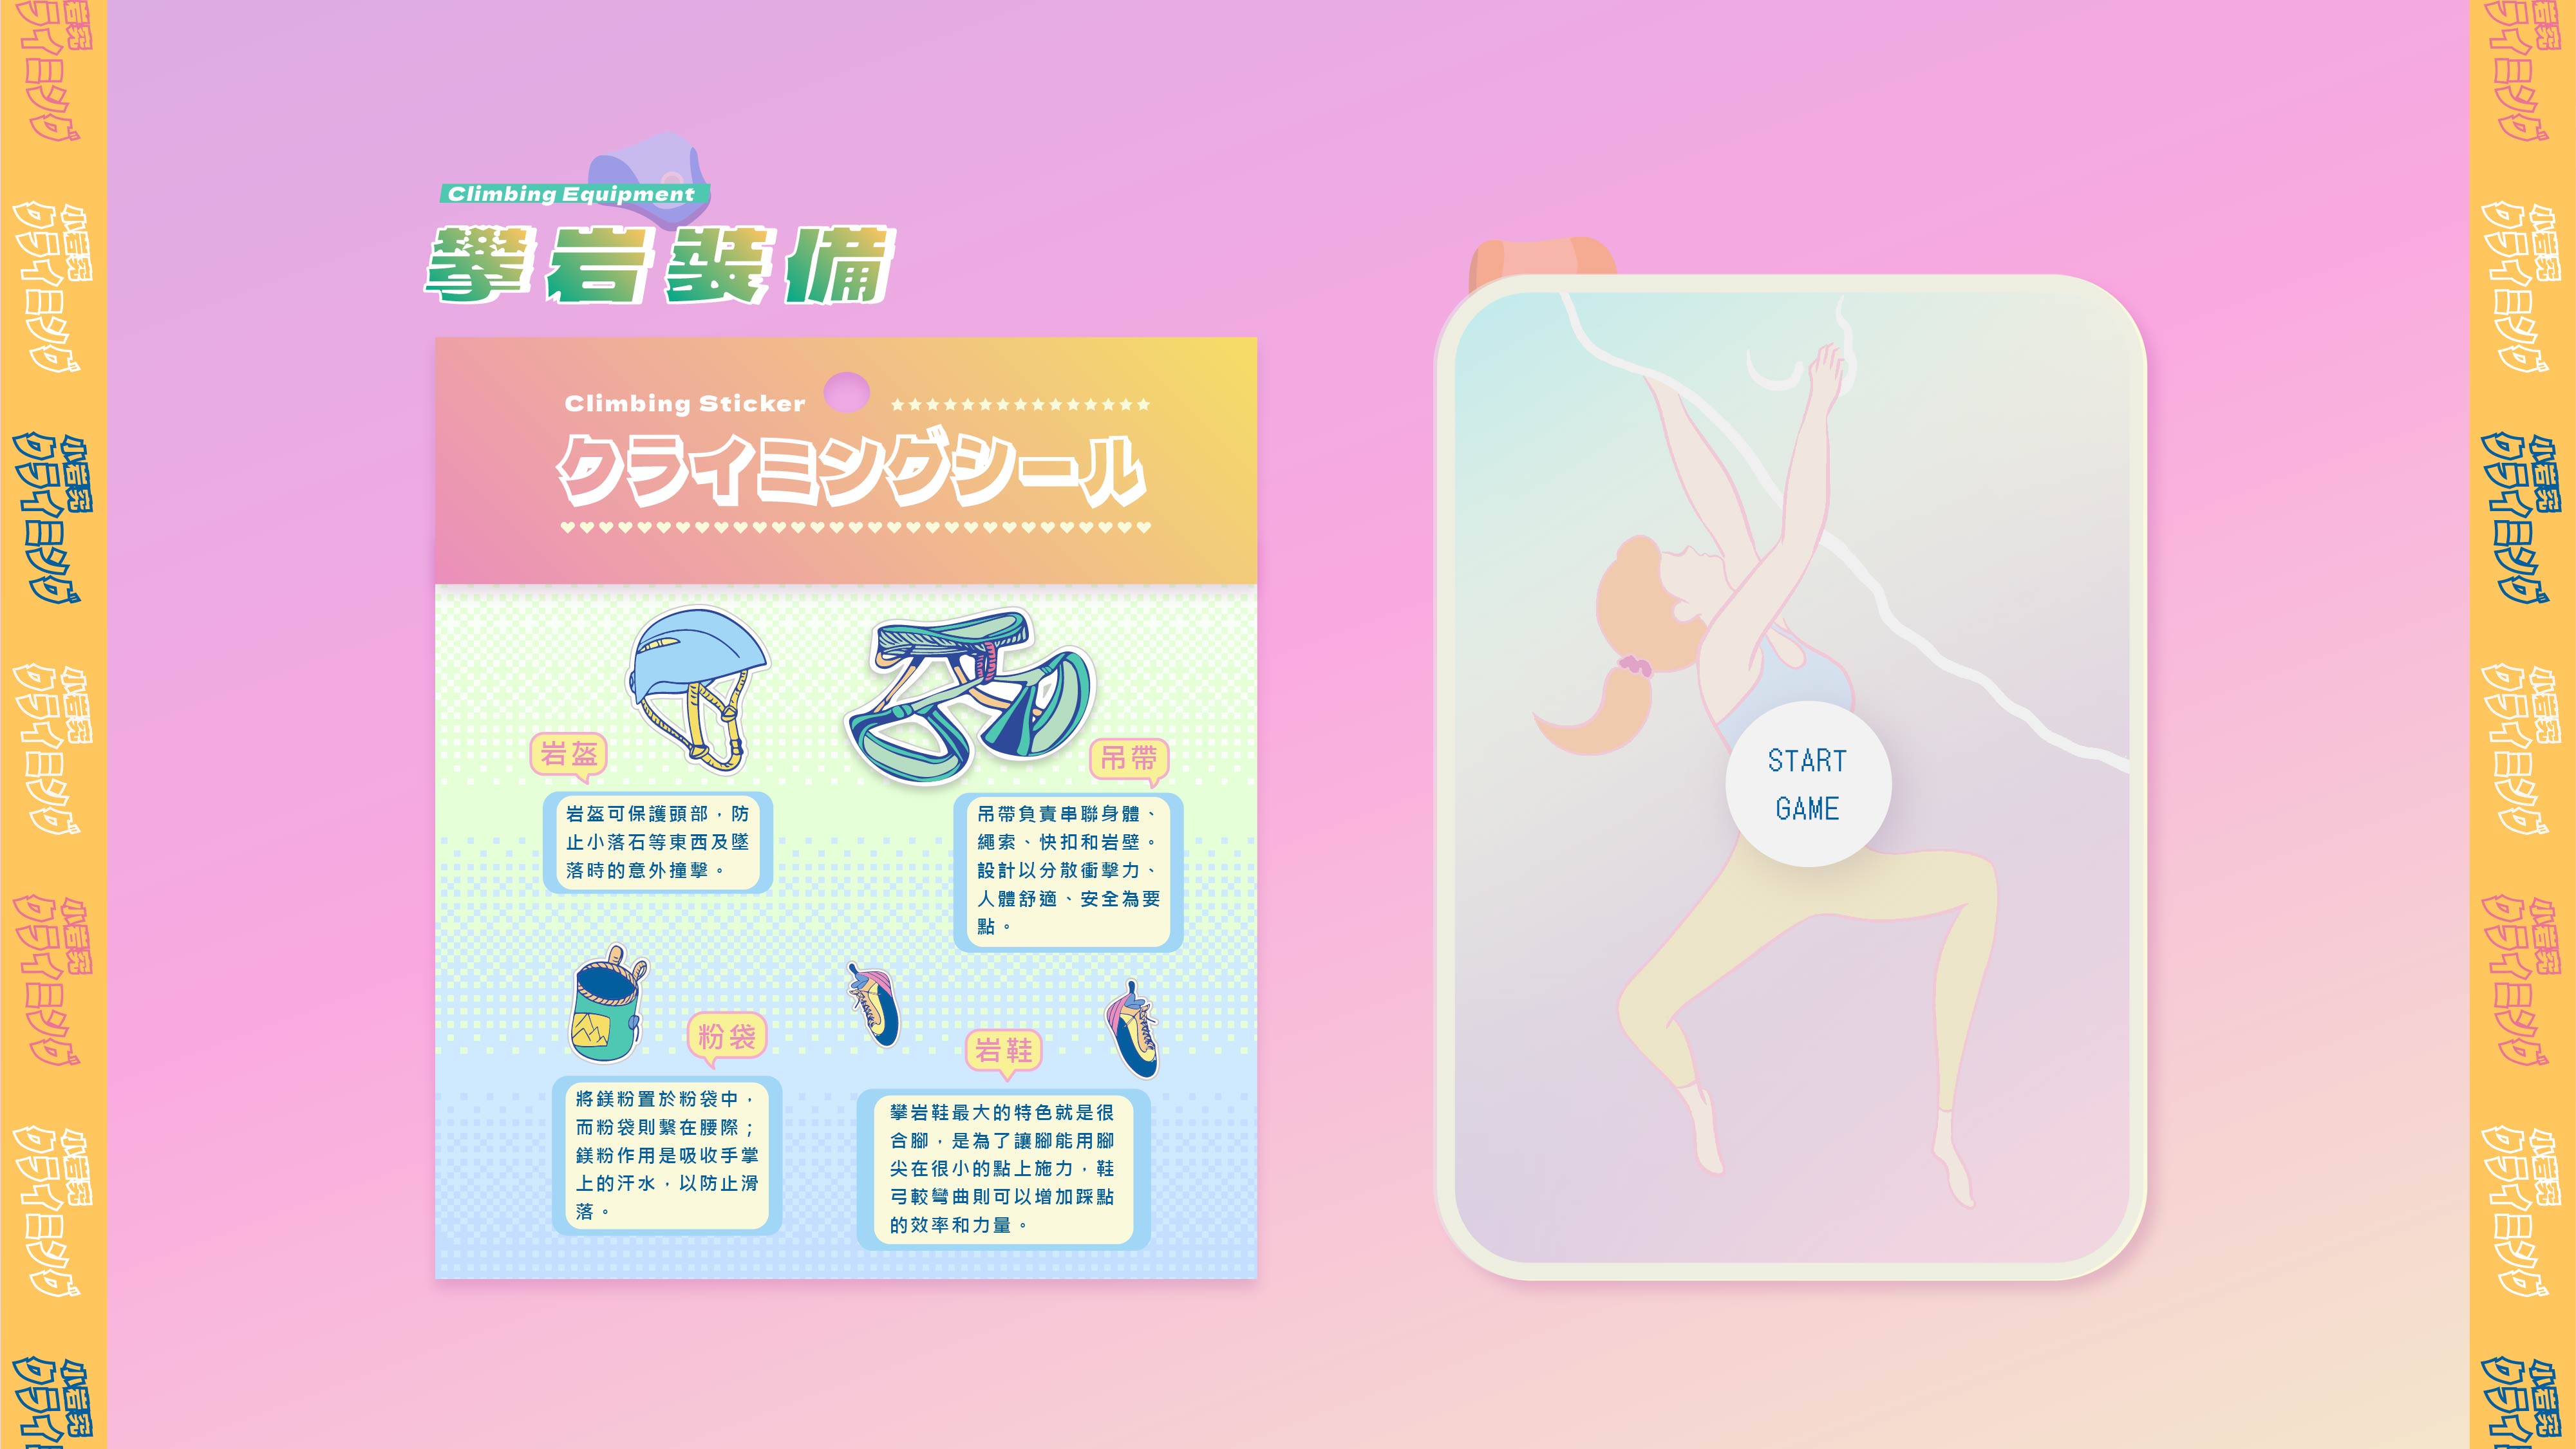 Climbing Equipment
攀岩裝備
Climbing Sticker
クライミングシール
岩盔
岩盔可保護頭部，防
止小落石等東西及墜
落時的意外撞擊。
吊帶
吊帶負責串聯身體、
繩索、快扣和岩壁。
設計以分散衝擊力、
人體舒適、安全為要
點。
粉袋
將鎂粉置於粉袋中，
而粉袋則繫在腰際；
鎂粉作用是吸收手掌
上的汗水，以防止滑
落。
岩鞋
攀岩鞋最大的特色就是很
合腳，是為了讓腳能用腳
尖在很小的點上施力，鞋
弓較彎曲則可以增加踩點
的效率和力量。
START
GAME